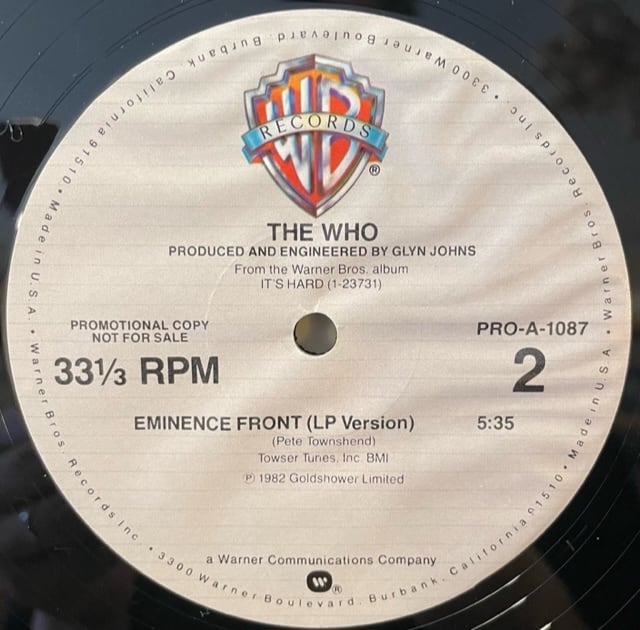 WB
RECORDS
®
THE WHO
PRODUCED AND ENGINEERED BY GLYN JOHNS
From the Warner Bros. album
IT'S HARD (1-23731)
PROMOTIONAL COPY
NOT FOR SALE
33⅓ RPM
PRO-A-1087
2
EMINENCE FRONT (LP Version) 5:35
(Pete Townshend)
Towser Tunes, Inc. BMI
℗ 1982 Goldshower Limited
a Warner Communications Company
®
Warner Bros. Records Inc. • 3300 Warner Boulevard, Burbank, California 91510 • Made in U.S.A. • Warner Bros. Records Inc. • 3300 Warner Boulevard, Burbank, California 91510 • Made in U.S.A. •